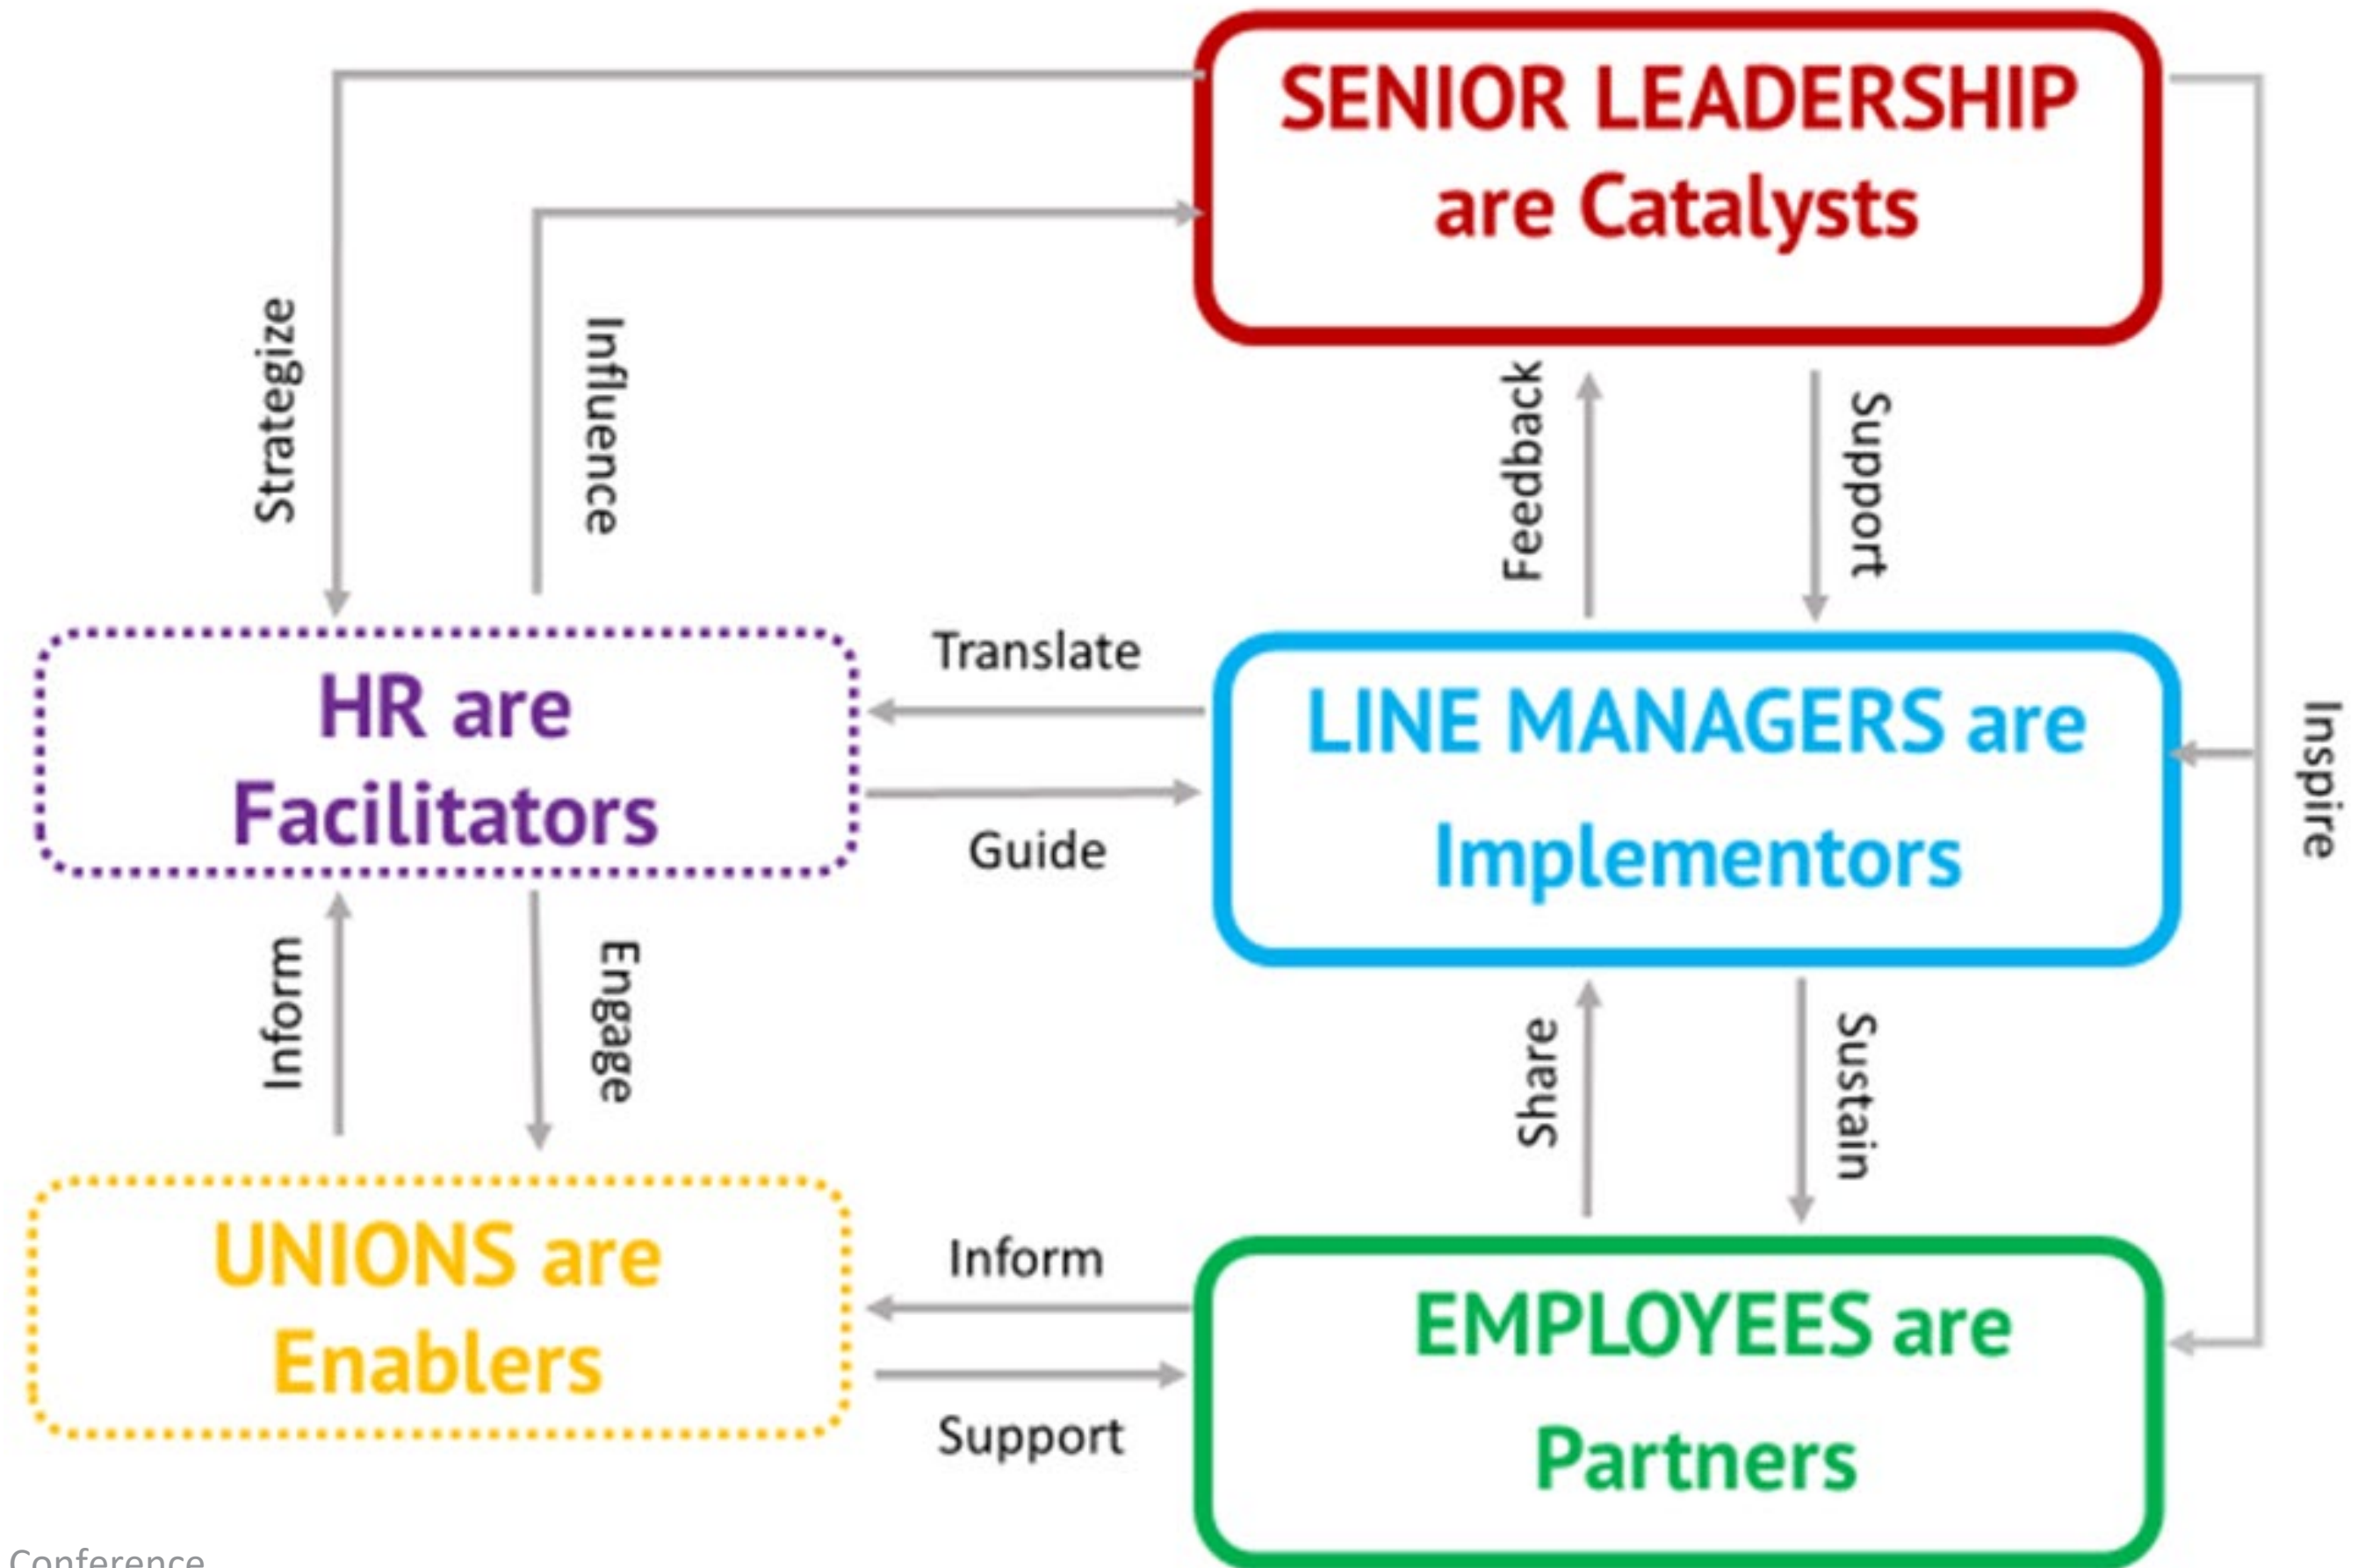 SENIOR LEADERSHIP
are Catalysts
Strategize
Influence
Feedback
Support
HR are
Facilitators
Translate
Guide
LINE MANAGERS are
Implementors
Inspire
Inform
Engage
Share
Sustain
UNIONS are
Enablers
Inform
Support
EMPLOYEES are
Partners
Conference